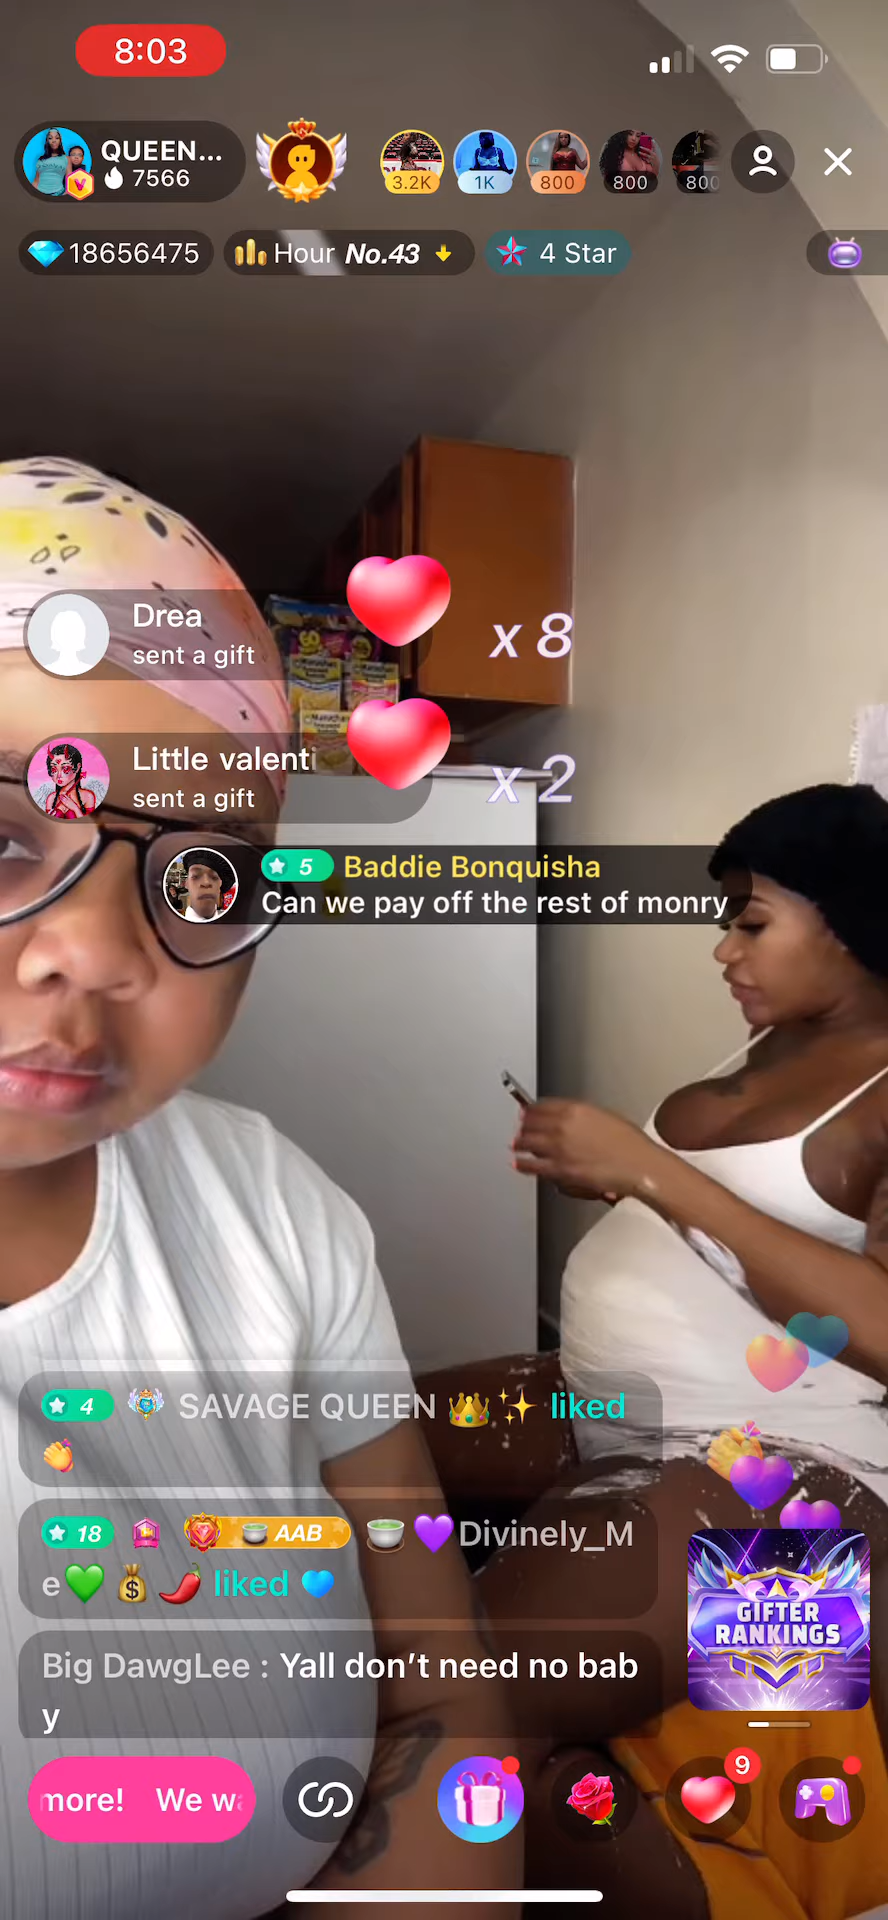 8:03
QUEEN...
7566
3.2K
1K
800
800
800
18656475
Hour No.43
4 Star
Drea
sent a gift
x 8
Little valenti
sent a gift
x 2
5 Baddie Bonquisha
Can we pay off the rest of monry
4 SAVAGE QUEEN 👑✨ liked
👏
18 🍵 AAB 🍵💜Divinely_M
e💚💰🌶️ liked 💙
GIFTER
RANKINGS
Big DawgLee : Yall don't need no bab
y
more! We wa
9